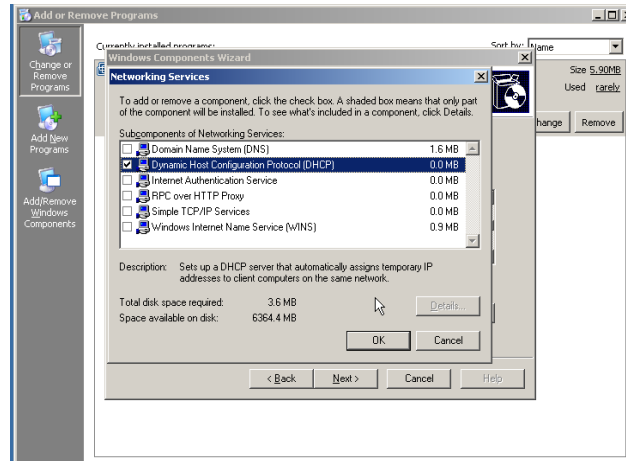 Add or Remove Programs
Currently installed programs:
Sort by: Name
Change or
Remove
Programs
Add New
Programs
Add/Remove
Windows
Components
Size 5.90MB
Used rarely
hange
Remove
Windows Components Wizard
Networking Services
To add or remove a component, click the check box. A shaded box means that only part
of the component will be installed. To see what's included in a component, click Details.
Subcomponents of Networking Services:
Domain Name System (DNS) 1.6 MB
Dynamic Host Configuration Protocol (DHCP) 0.0 MB
Internet Authentication Service 0.0 MB
RPC over HTTP Proxy 0.0 MB
Simple TCP/IP Services 0.0 MB
Windows Internet Name Service (WINS) 0.9 MB
Description: Sets up a DHCP server that automatically assigns temporary IP
addresses to client computers on the same network.
Total disk space required: 3.6 MB
Space available on disk: 6364.4 MB
Details...
OK
Cancel
< Back
Next >
Cancel
Help